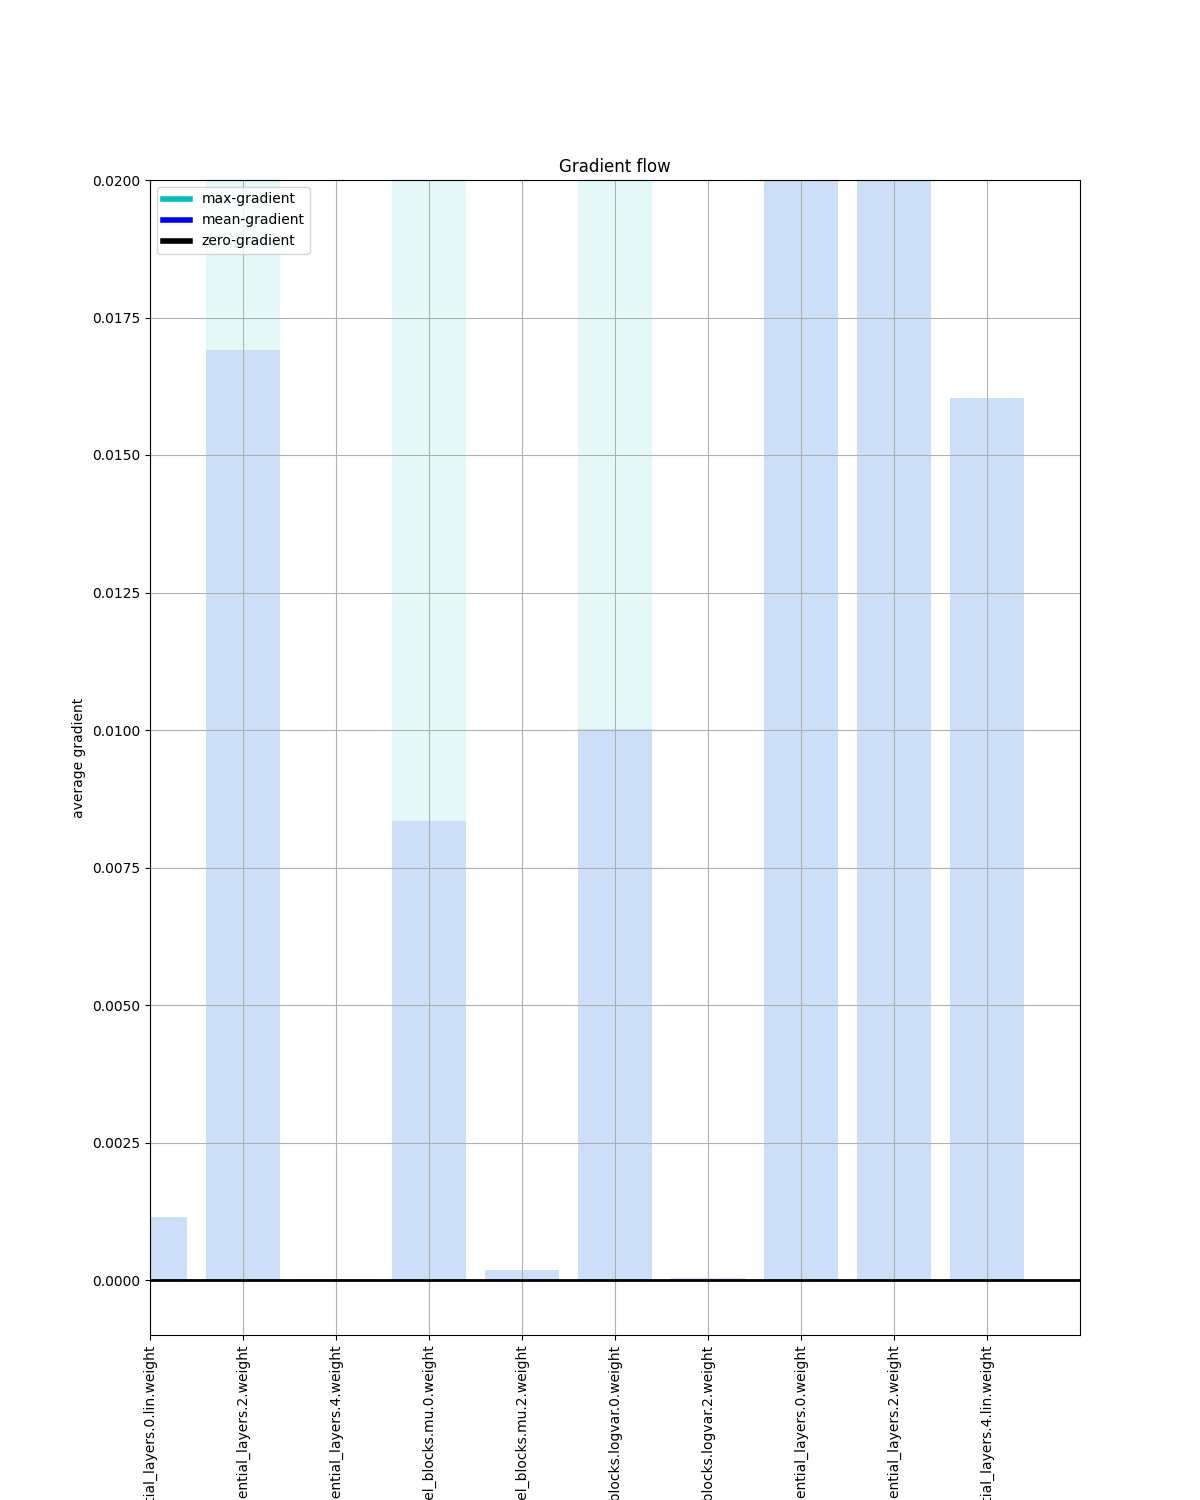 Gradient flow
max-gradient
mean-gradient
zero-gradient
0.0200
0.0175
0.0150
0.0125
0.0100
0.0075
0.0050
0.0025
0.0000
average gradient
tial_layers.0.lin.weight
ential_layers.2.weight
ential_layers.4.weight
el_blocks.mu.0.weight
el_blocks.mu.2.weight
blocks.logvar.0.weight
blocks.logvar.2.weight
ential_layers.0.weight
ential_layers.2.weight
tial_layers.4.lin.weight